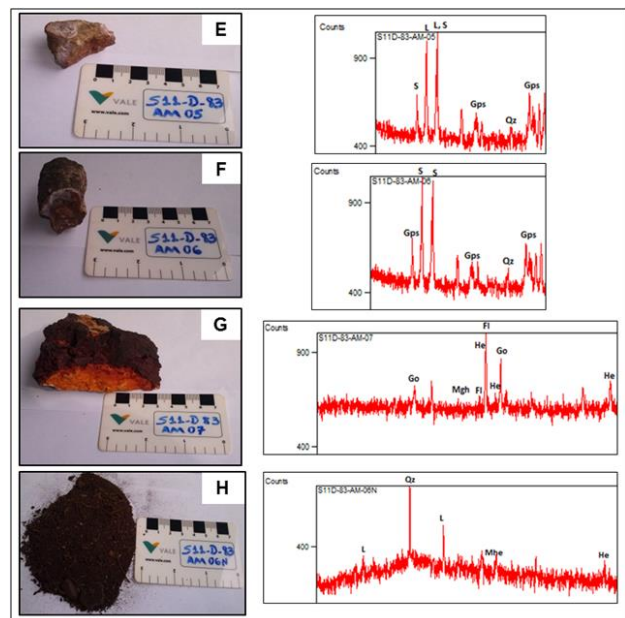 E
VALE
S11-D-83
AM 05
Counts
S11D-83-AM-05
900
400
S
L
L, S
Gps
Qz
Gps
F
VALE
S11-D-83
AM 06
Counts
S11D-83-AM-06
900
400
Gps
S
S
Gps
Qz
Gps
G
VALE
S11-D-83
AM 07
Counts
S11D-83-AM-07
900
400
Go
Mgh
Fl
He
Fl
He
Go
He
H
VALE
S11-D-83
AM 06N
Counts
S11D-83-AM-06N
400
L
Qz
L
Mhe
He